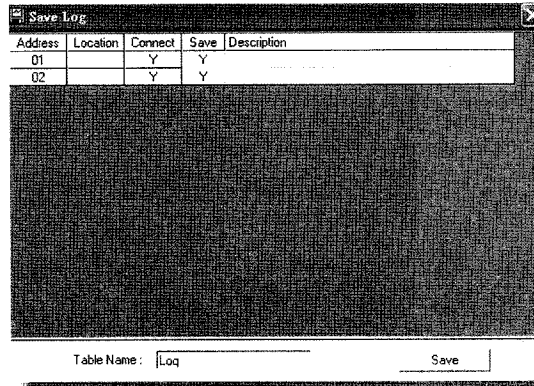 Save Log
Address Location Connect Save Description
01 Y Y
02 Y Y
Table Name : Log Save